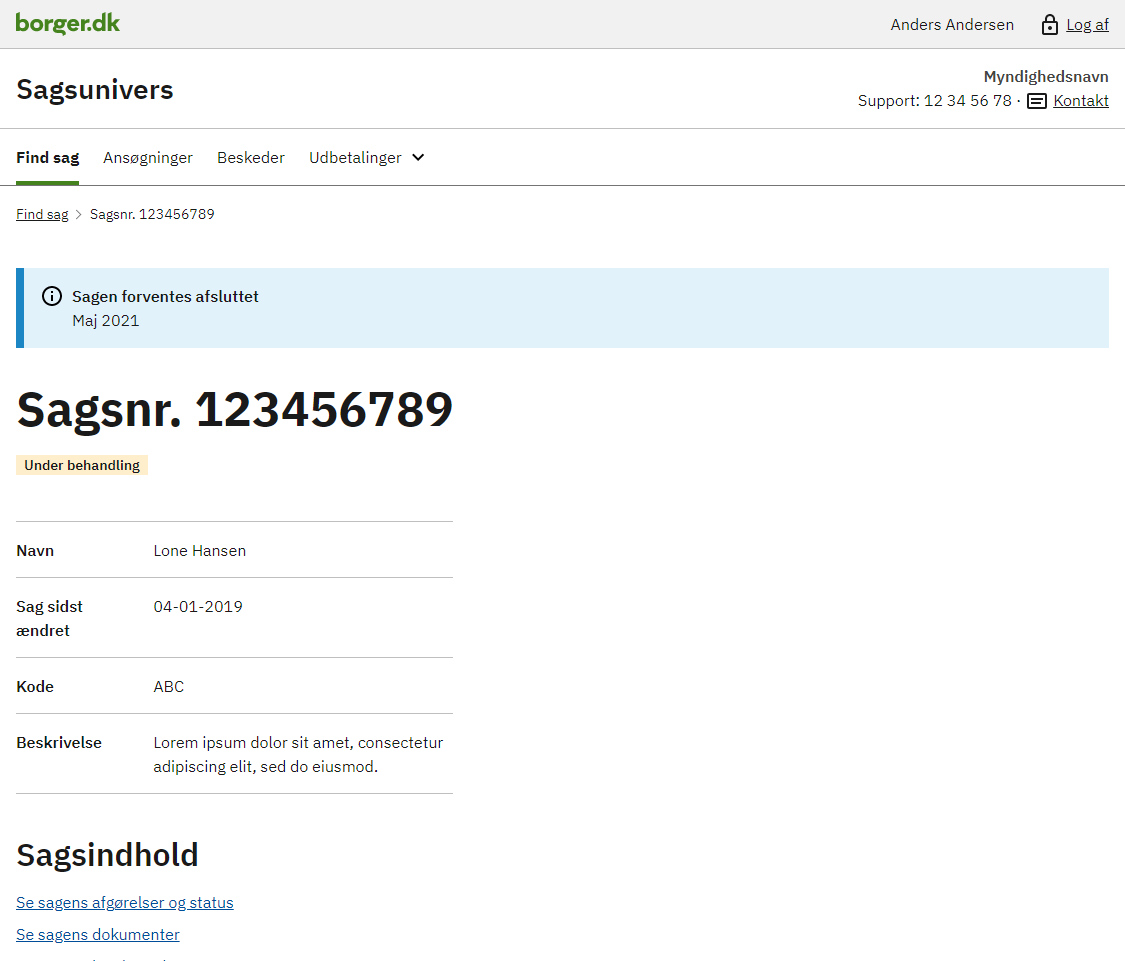 borger.dk
Anders Andersen
Log af
Sagsunivers
Myndighedsnavn
Support: 12 34 56 78 · Kontakt
Find sag
Ansøgninger
Beskeder
Udbetalinger
Find sag
Sagsnr. 123456789
Sagen forventes afsluttet
Maj 2021
Sagsnr. 123456789
Under behandling
Navn
Lone Hansen
Sag sidst
ændret
04-01-2019
Kode
ABC
Beskrivelse
Lorem ipsum dolor sit amet, consectetur
adipiscing elit, sed do eiusmod.
Sagsindhold
Se sagens afgørelser og status
Se sagens dokumenter